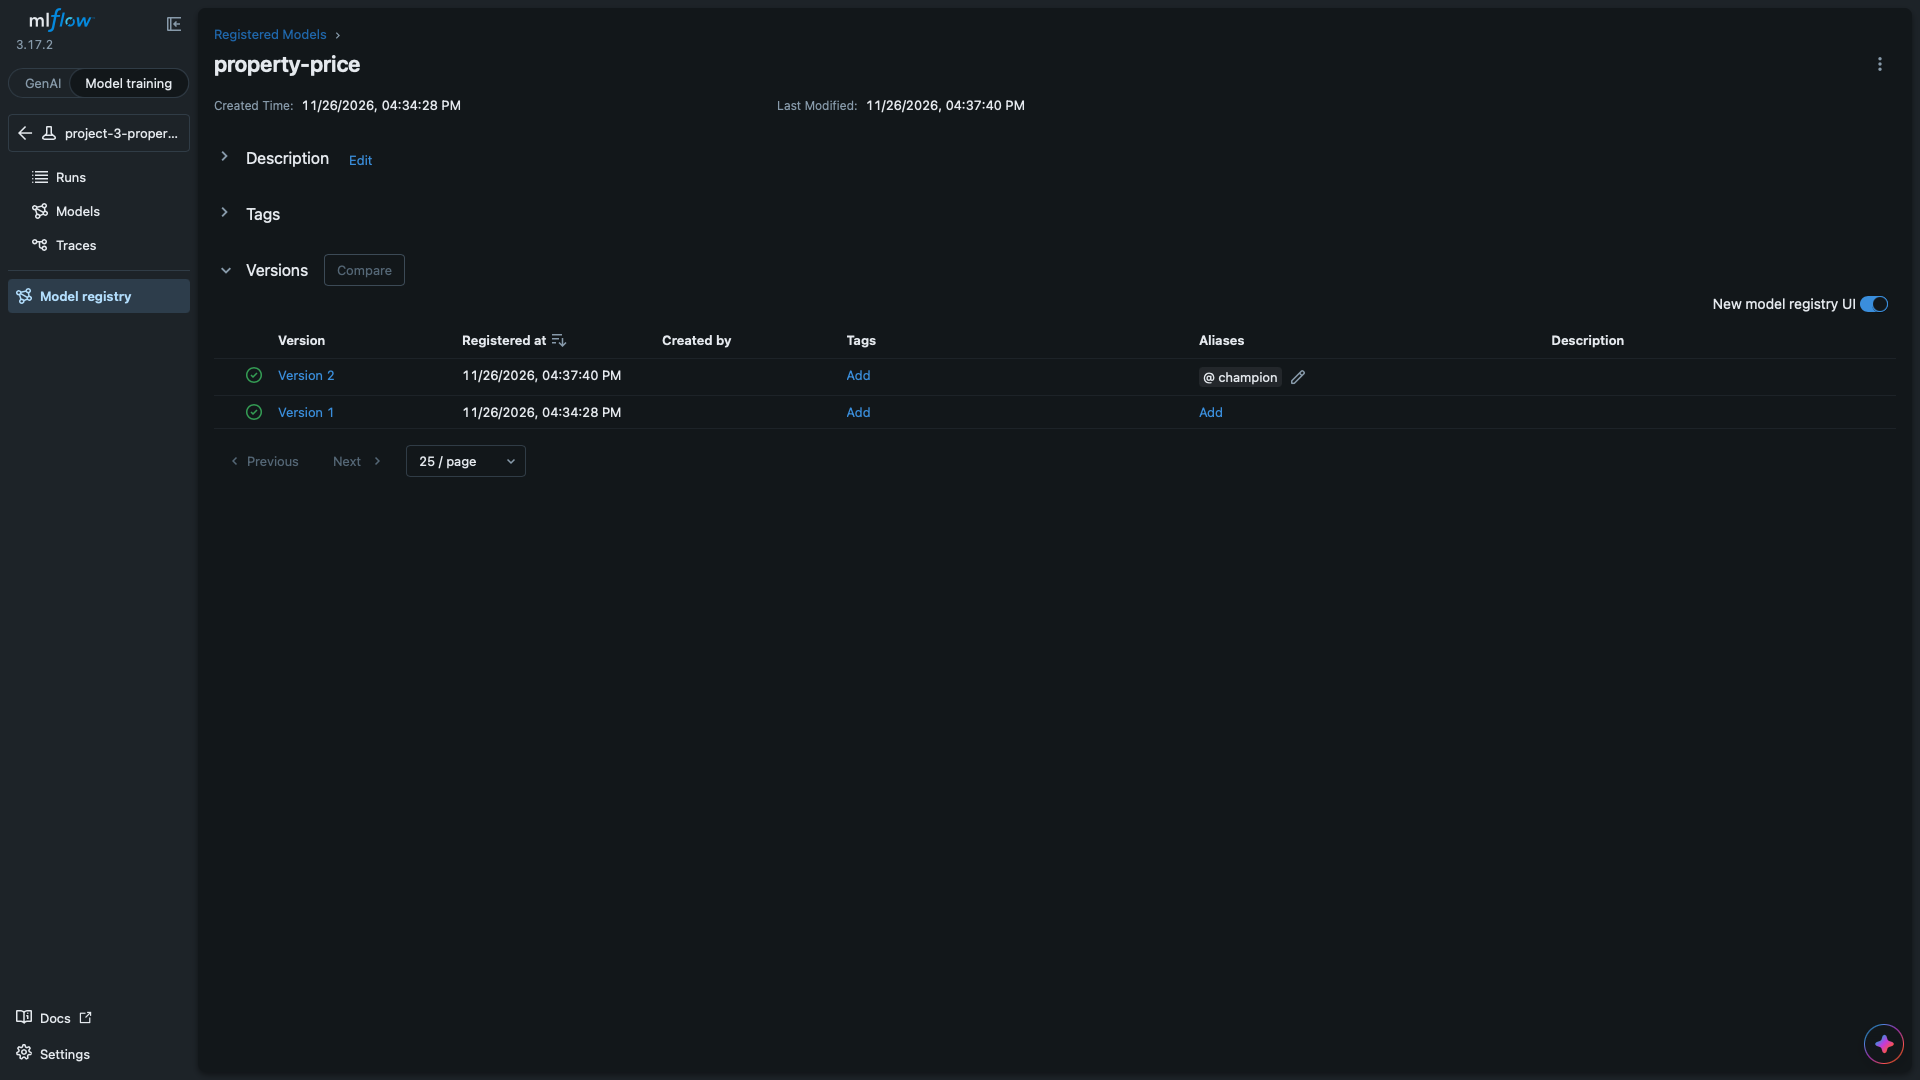 mlflow
3.17.2
GenAI
Model training
project-3-proper...
Runs
Models
Traces
Model registry
Docs
Settings
Registered Models
property-price
Created Time: 11/26/2026, 04:34:28 PM
Last Modified: 11/26/2026, 04:37:40 PM
Description Edit
Tags
Versions Compare
New model registry UI
Version Registered at Created by Tags Aliases Description
Version 2 11/26/2026, 04:37:40 PM Add @ champion
Version 1 11/26/2026, 04:34:28 PM Add Add
Previous Next 25 / page